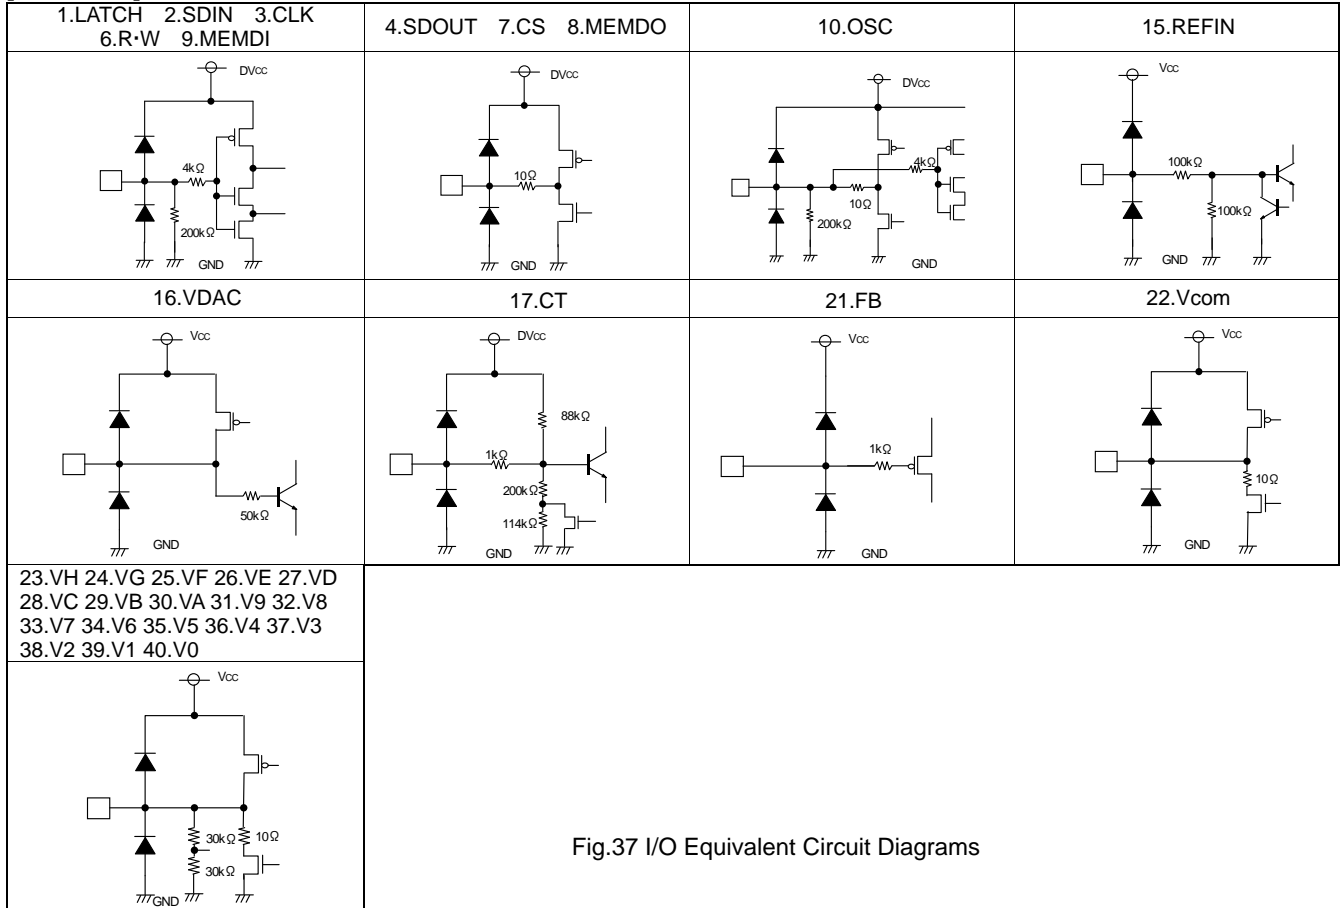 1.LATCH 2.SDIN 3.CLK
6.R･W 9.MEMDI
4.SDOUT 7.CS 8.MEMDO
10.OSC
15.REFIN
DVcc
4kΩ
200kΩ
GND
DVcc
10Ω
GND
DVcc
4kΩ
10Ω
200kΩ
GND
Vcc
100kΩ
100kΩ
GND
16.VDAC
17.CT
21.FB
22.Vcom
Vcc
50kΩ
GND
DVcc
88kΩ
1kΩ
200kΩ
114kΩ
GND
Vcc
1kΩ
GND
Vcc
10Ω
GND
23.VH 24.VG 25.VF 26.VE 27.VD
28.VC 29.VB 30.VA 31.V9 32.V8
33.V7 34.V6 35.V5 36.V4 37.V3
38.V2 39.V1 40.V0
Vcc
30kΩ 10Ω
30kΩ
GND
Fig.37 I/O Equivalent Circuit Diagrams